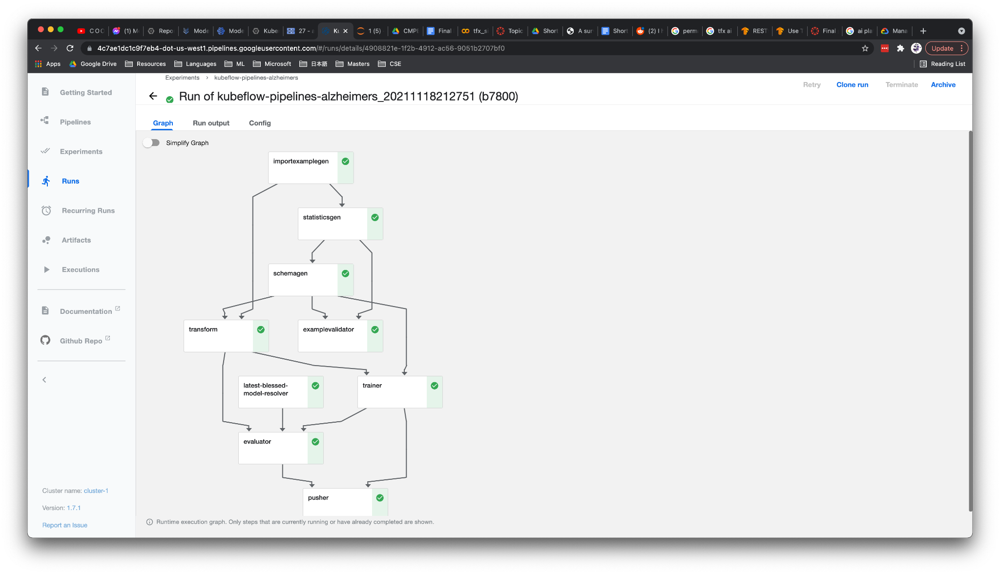 COO
(1) M
Repo
Mode
Mode
Kube
27 - a
Ku
1 (5)
CMPE
Final
tfx_si
Topic
Short
A sur
Short
(2) I h
perm
tfx ai
REST
Use T
Final
ai pla
Mana
4c7ae1dc1c9f7eb4-dot-us-west1.pipelines.googleusercontent.com/#/runs/details/4908821e-1f2b-4912-ac56-9051b2707bf0
Update
Apps
Google Drive
Resources
Languages
ML
Microsoft
日本語
Masters
CSE
Reading List
Getting Started
Pipelines
Experiments
Runs
Recurring Runs
Artifacts
Executions
Documentation
Github Repo
Cluster name: cluster-1
Version: 1.7.1
Report an Issue
Experiments › kubeflow-pipelines-alzheimers
Run of kubeflow-pipelines-alzheimers_20211118212751 (b7800)
Retry
Clone run
Terminate
Archive
Graph
Run output
Config
Simplify Graph
importexamplegen
statisticsgen
schemagen
transform
examplevalidator
latest-blessed-
model-resolver
trainer
evaluator
pusher
Runtime execution graph. Only steps that are currently running or have already completed are shown.